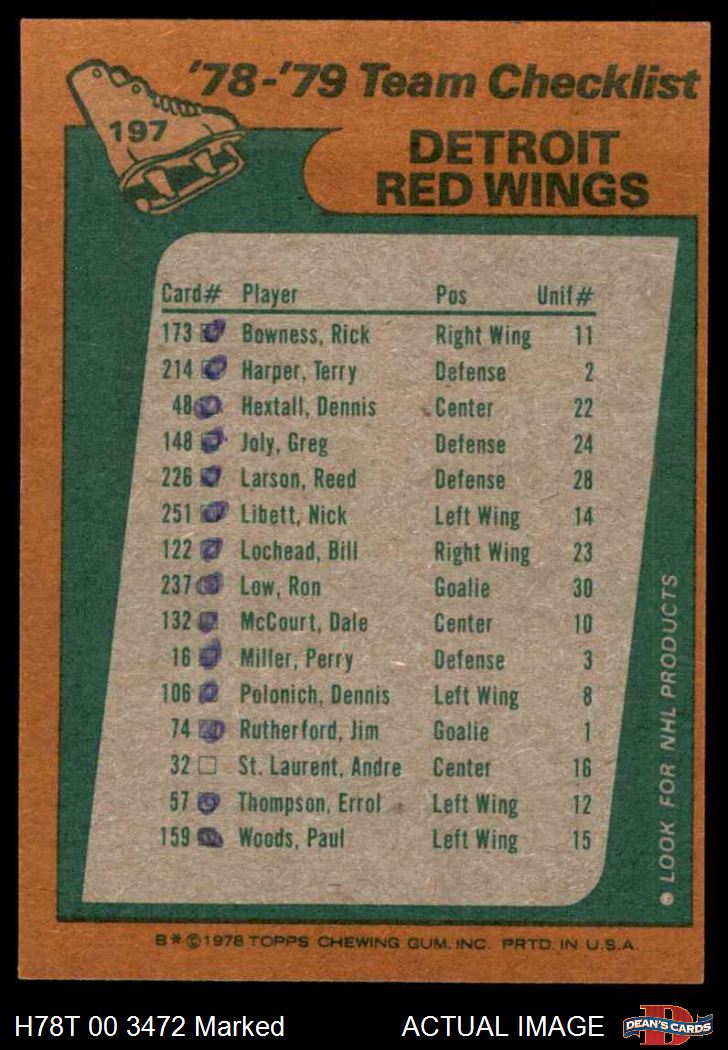 '78-'79 Team Checklist
197
DETROIT
RED WINGS
Card# Player Pos Unif#
173 Bowness, Rick Right Wing 11
214 Harper, Terry Defense 2
48 Hextall, Dennis Center 22
148 Joly, Greg Defense 24
226 Larson, Reed Defense 28
251 Libett, Nick Left Wing 14
122 Lochead, Bill Right Wing 23
237 Low, Ron Goalie 30
132 McCourt, Dale Center 10
16 Miller, Perry Defense 3
106 Polonich, Dennis Left Wing 8
74 Rutherford, Jim Goalie 1
32 St. Laurent, Andre Center 16
57 Thompson, Errol Left Wing 12
159 Woods, Paul Left Wing 15
● LOOK FOR NHL PRODUCTS
B*©1978 TOPPS CHEWING GUM, INC. PRTD. IN U.S.A.
H78T 00 3472 Marked ACTUAL IMAGE
D
DEAN'S CARDS